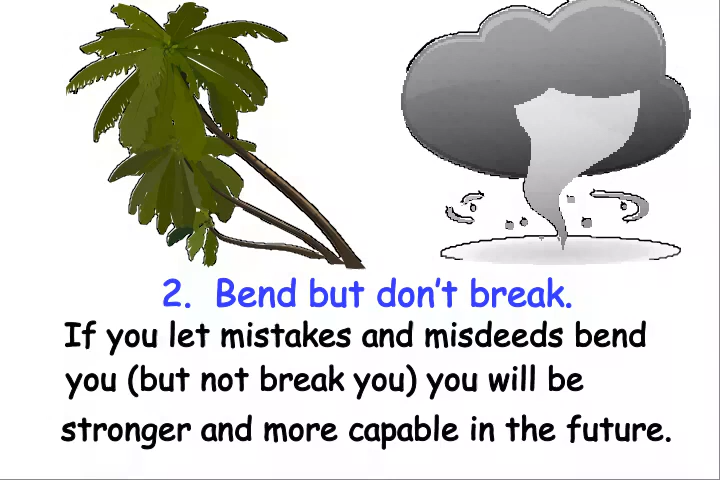 2.  Bend but don't break.
If you let mistakes and misdeeds bend
you (but not break you) you will be
stronger and more capable in the future.